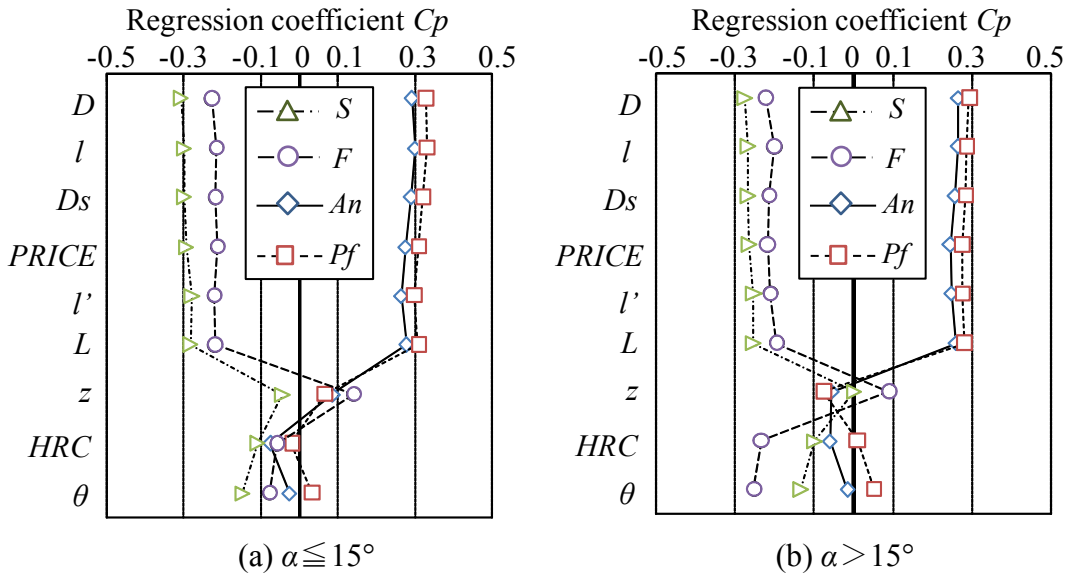 Regression coefficient Cp
-0.5 -0.3 -0.1 0 0.1 0.3 0.5
D
l
Ds
PRICE
l’
L
z
HRC
θ
S
F
An
Pf
(a) α≦15°
Regression coefficient Cp
-0.5 -0.3 -0.1 0 0.1 0.3 0.5
D
l
Ds
PRICE
l’
L
z
HRC
θ
S
F
An
Pf
(b) α>15°